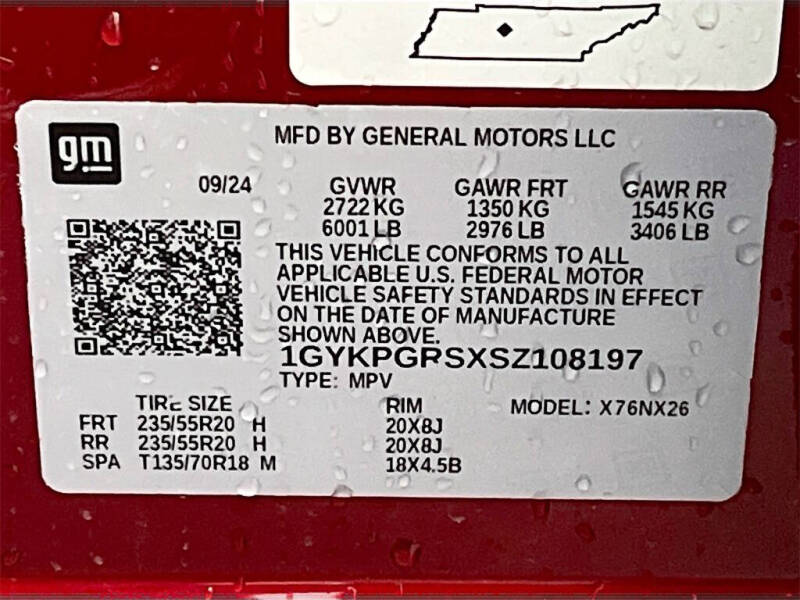 gm
MFD BY GENERAL MOTORS LLC
09/24 GVWR GAWR FRT GAWR RR
2722 KG 1350 KG 1545 KG
6001 LB 2976 LB 3406 LB
THIS VEHICLE CONFORMS TO ALL
APPLICABLE U.S. FEDERAL MOTOR
VEHICLE SAFETY STANDARDS IN EFFECT
ON THE DATE OF MANUFACTURE
SHOWN ABOVE.
1GYKPGRSXSZ108197
TYPE: MPV
TIRE SIZE RIM MODEL: X76NX26
FRT 235/55R20 H 20X8J
RR 235/55R20 H 20X8J
SPA T135/70R18 M 18X4.5B